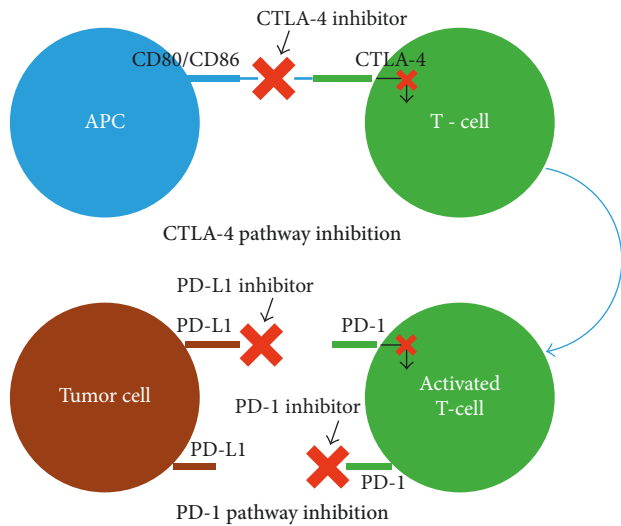 CTLA-4 inhibitor
CD80/CD86
CTLA-4
APC
T - cell
CTLA-4 pathway inhibition
PD-L1 inhibitor
PD-L1
PD-1
Tumor cell
Activated
T-cell
PD-1 inhibitor
PD-L1
PD-1
PD-1 pathway inhibition